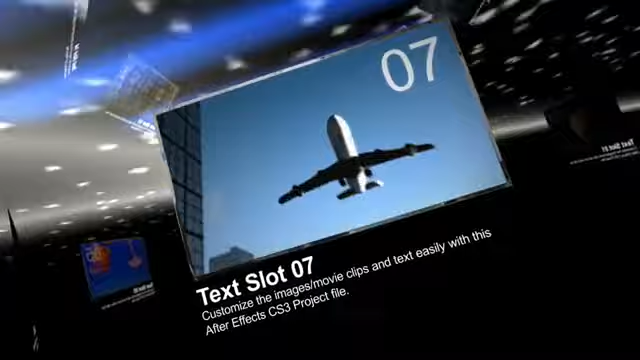 07
Text Slot 07
Customize the images/movie clips and text easily with this
After Effects CS3 Project file.